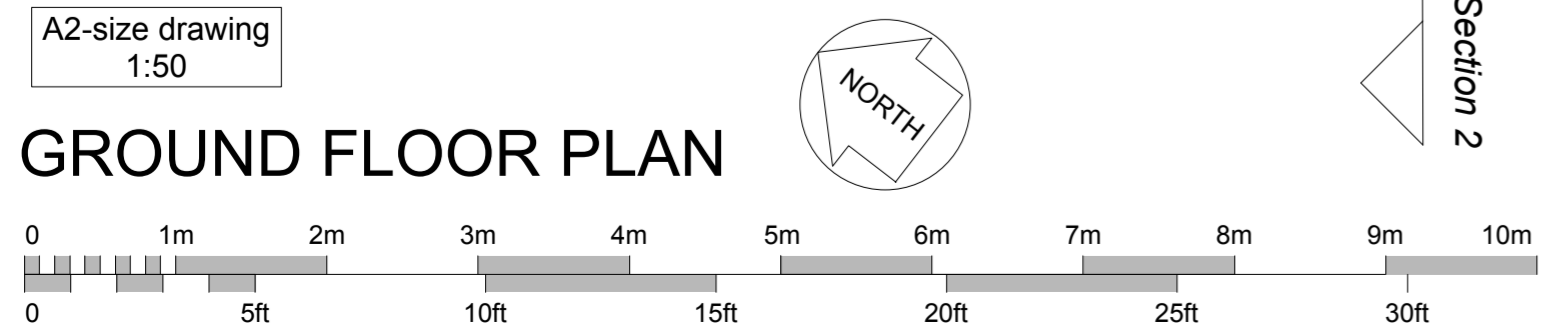 A2-size drawing
1:50
NORTH
Section 2
GROUND FLOOR PLAN
0 1m 2m 3m 4m 5m 6m 7m 8m 9m 10m
0 5ft 10ft 15ft 20ft 25ft 30ft